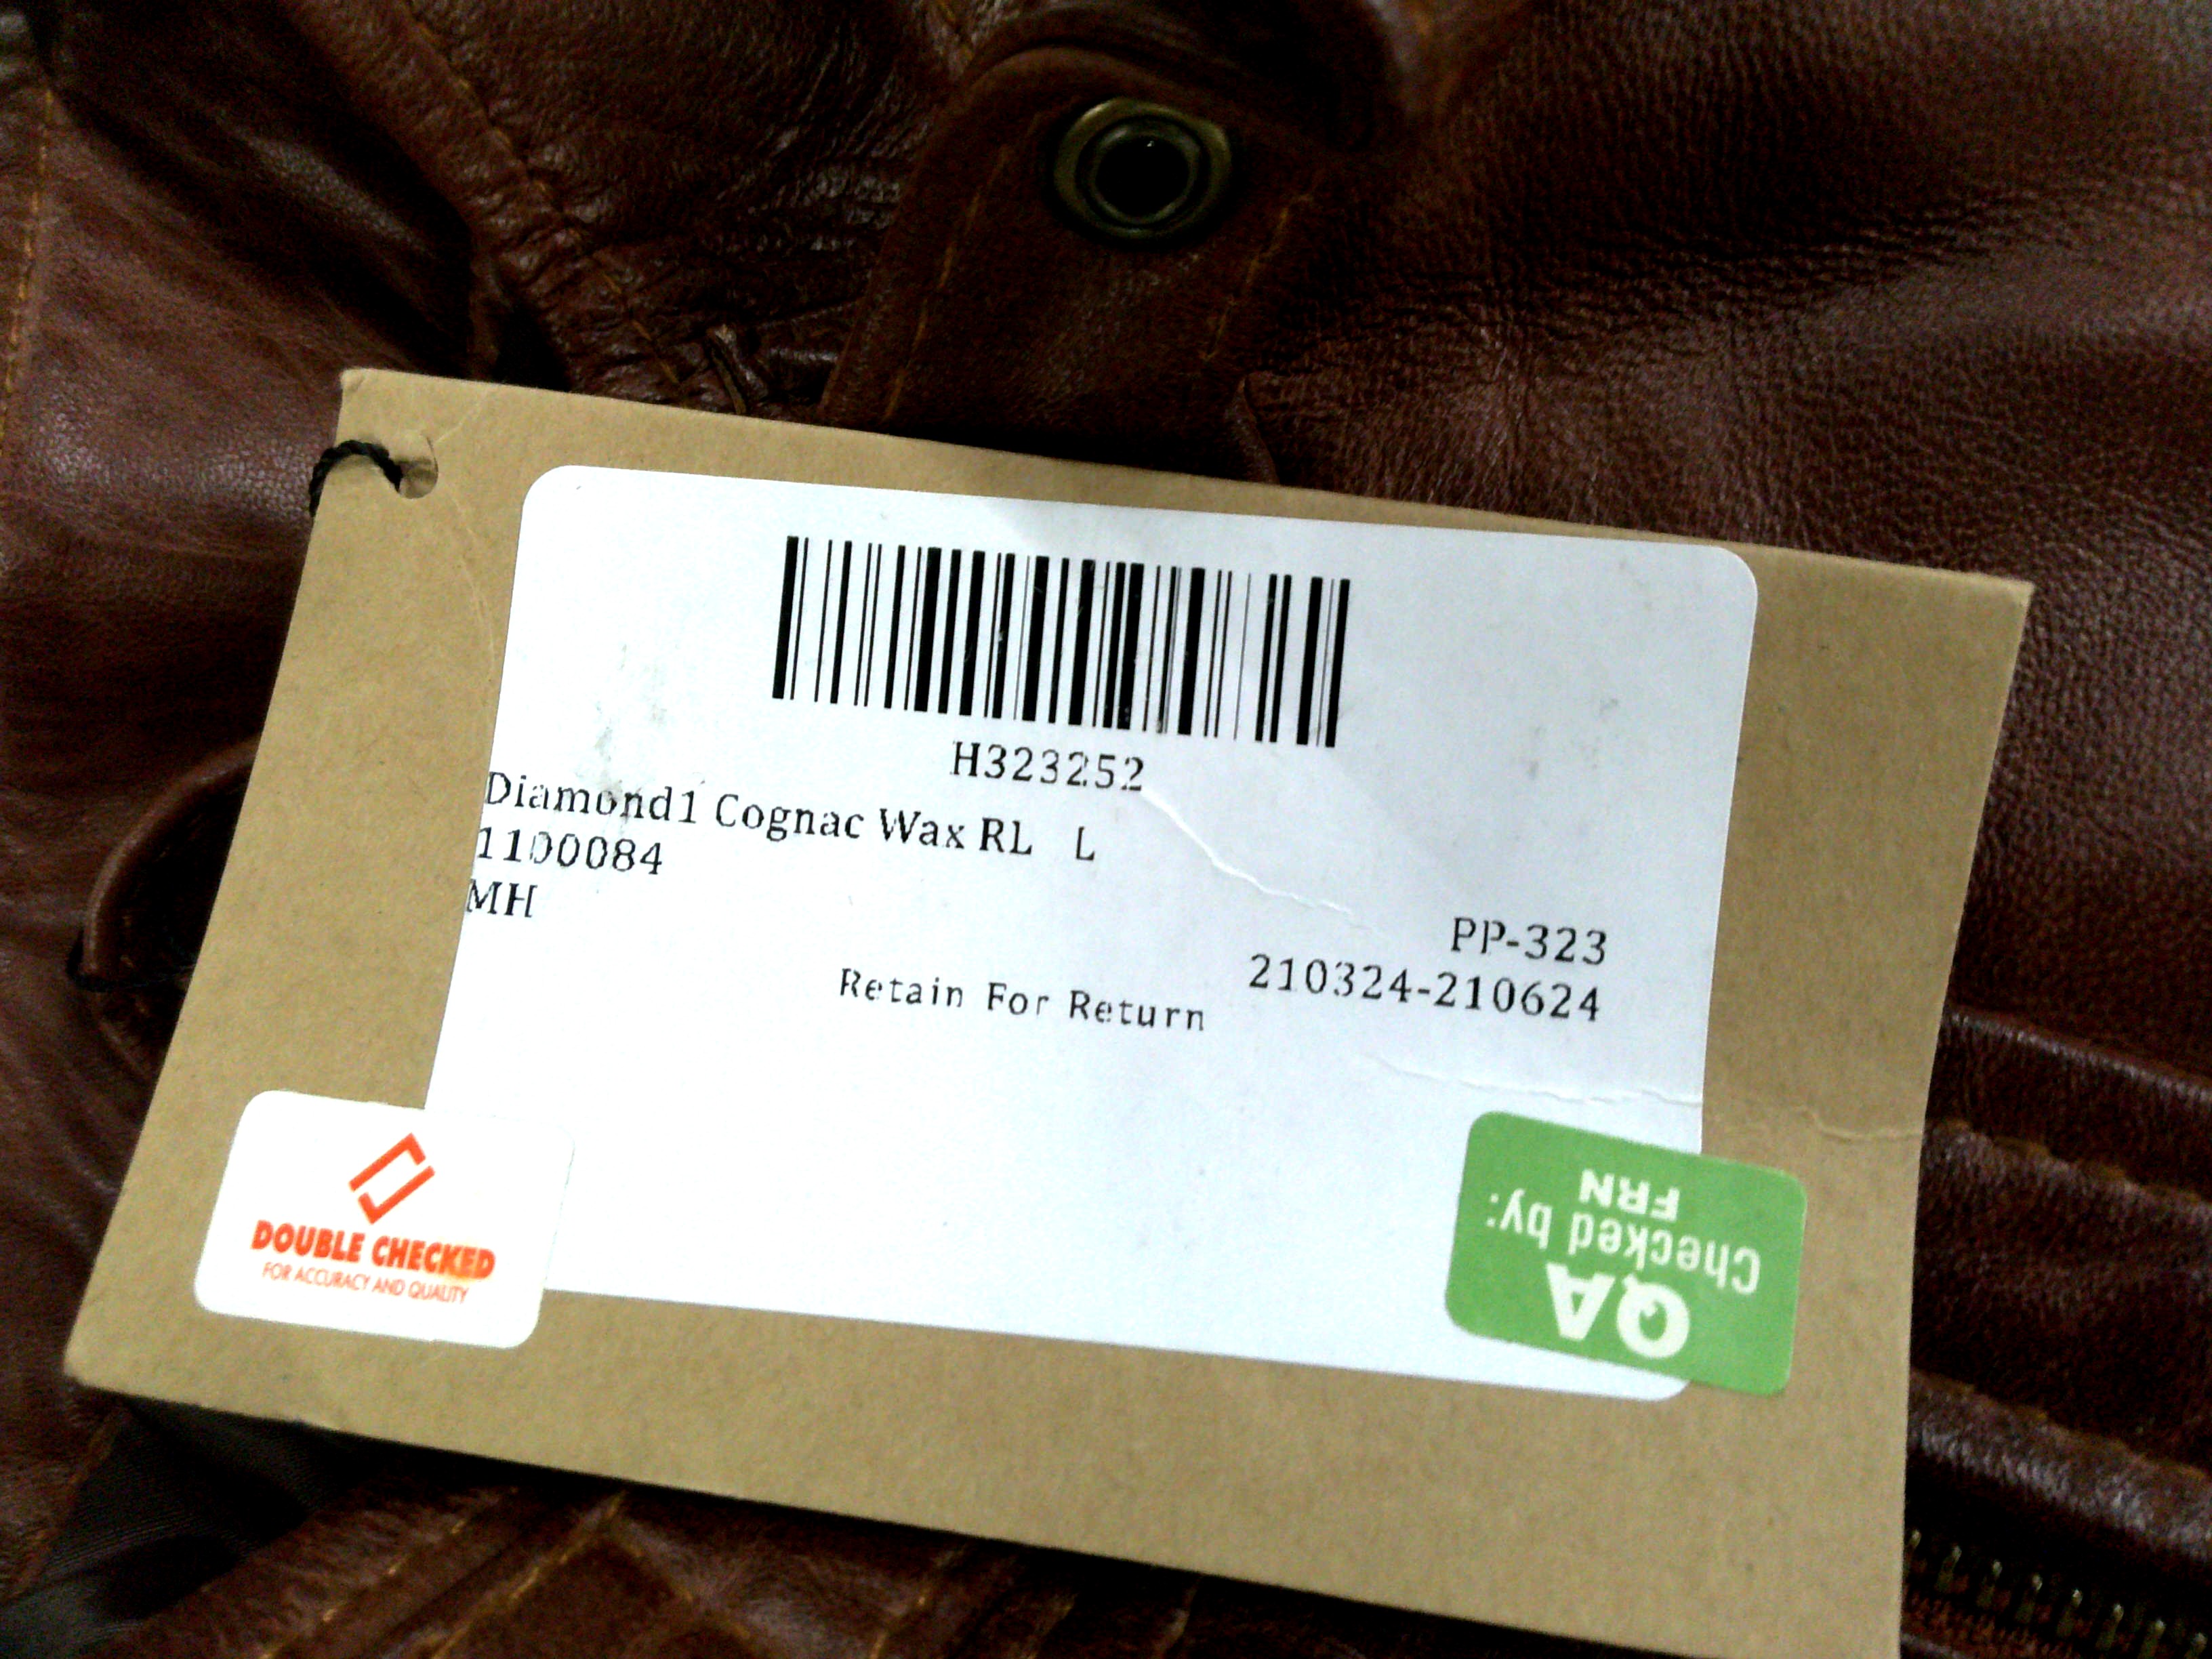 H323252
Diamond1 Cognac Wax RL L
1100084
MH
PP-323
210324-210624
Retain For Return
DOUBLE CHECKED
FOR ACCURACY AND QUALITY
QA
Checked by:
FRN